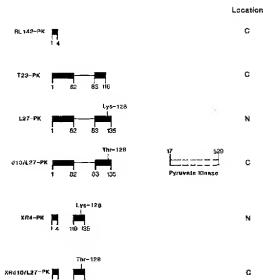 Location
RL142-PK C
1 4
T23-PK C
1 82 83 116
L27-PK N
Lys-128
1 82 83 135
d10/L27-PK C
Thr-128
1 82 83 135
17 529
Pyruvate Kinase
XR4-PK N
Lys-128
1 4 119 135
XRd10/L27-PK C
Thr-128